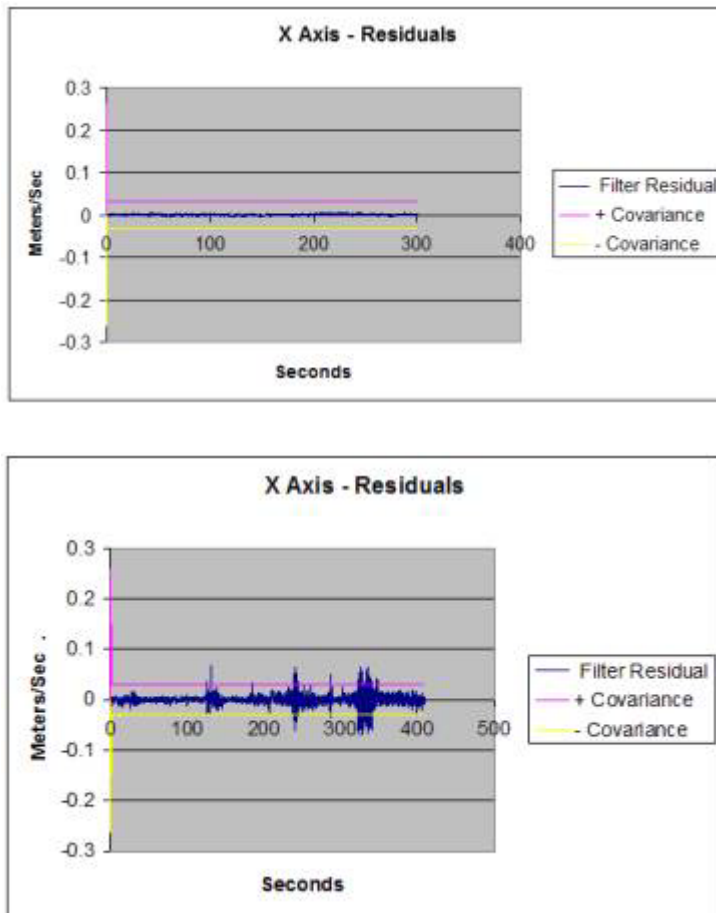 X Axis - Residuals
0.3
0.2
0.1
0
-0.1
-0.2
-0.3
Meters/Sec
0 100 200 300 400
Seconds
Filter Residual
+ Covariance
- Covariance
X Axis - Residuals
0.3
0.2
0.1
0
-0.1
-0.2
-0.3
Meters/Sec .
0 100 200 300 400 500
Seconds
Filter Residual
+ Covariance
- Covariance